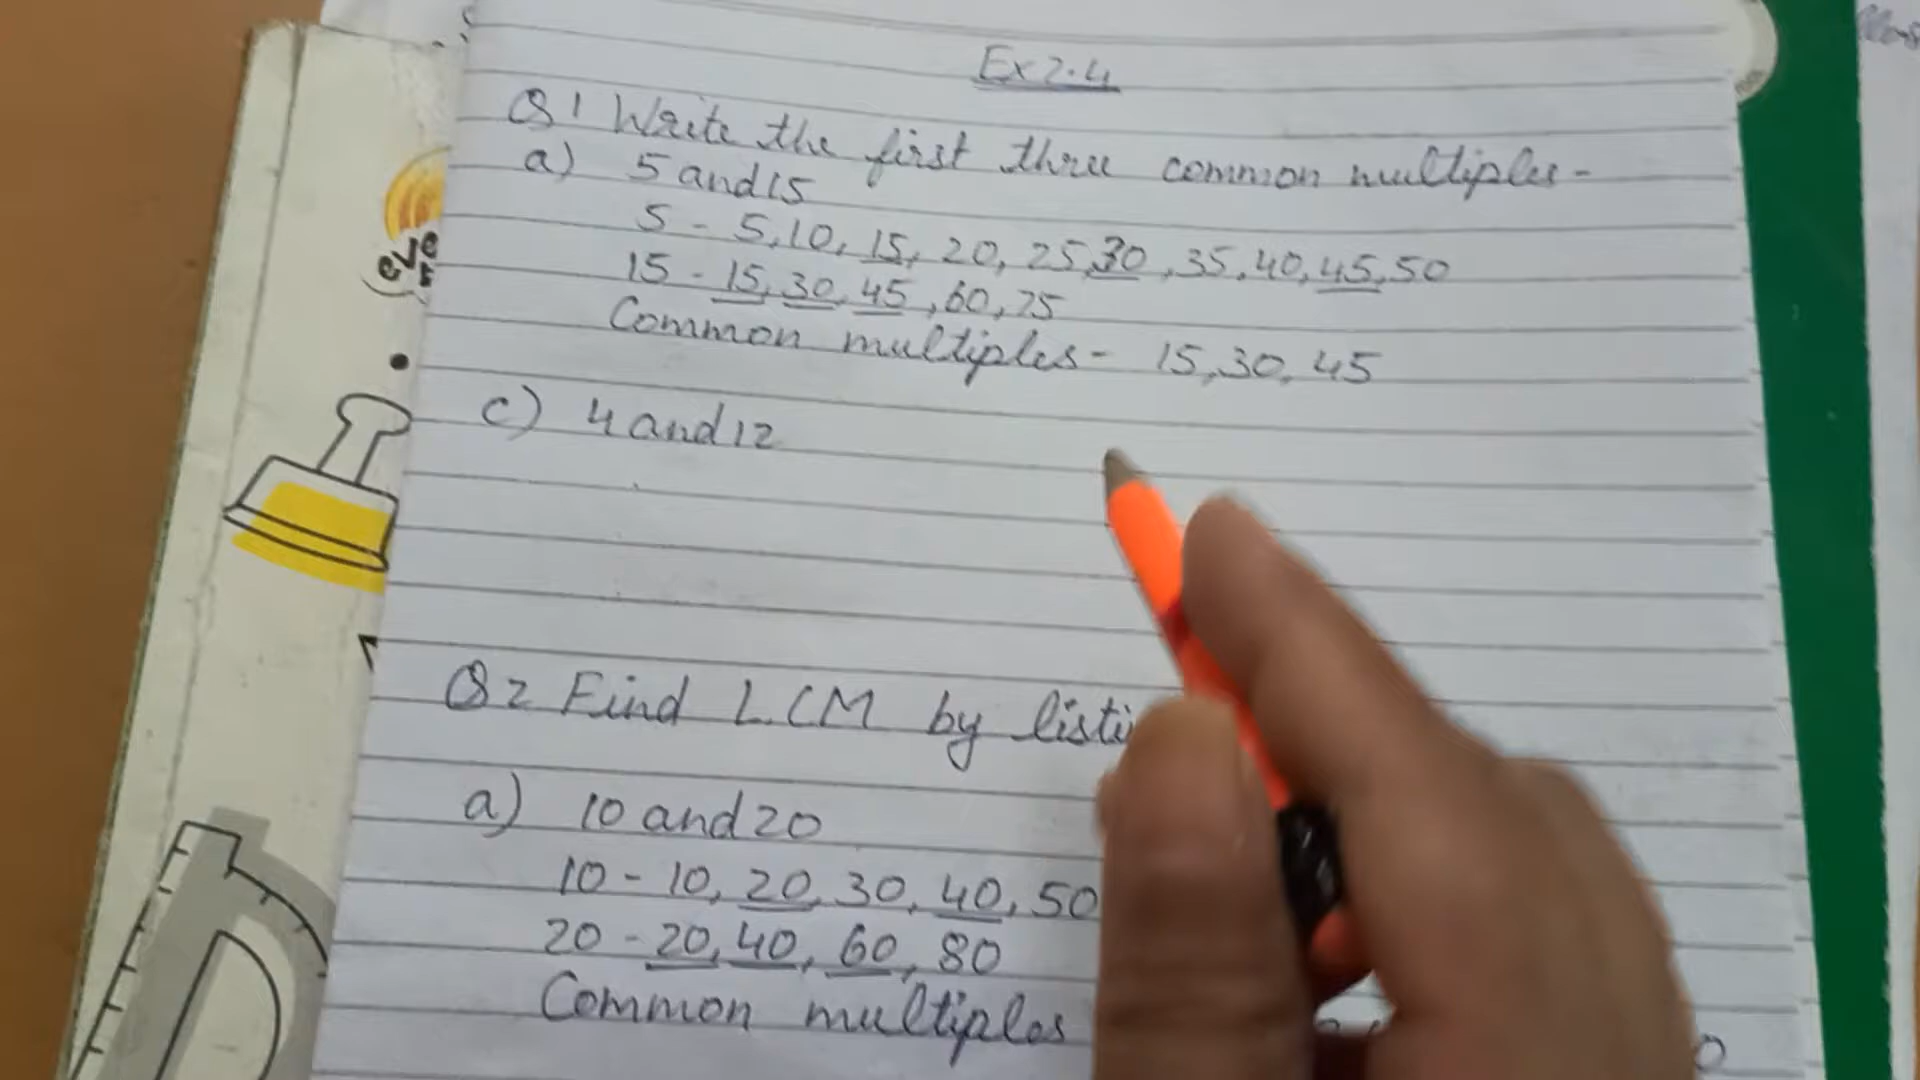 Ex 2.4
Q1 Write the first three common multiples-
a) 5 and 15
5 - 5, 10, 15, 20, 25, 30, 35, 40, 45, 50
15 - 15, 30, 45, 60, 75
Common multiples - 15, 30, 45
c) 4 and 12
Q2 Find LCM by
a) 10 and 20
10 - 10, 20, 30, 40, 50
20 - 20, 40, 60, 80
Common multiples